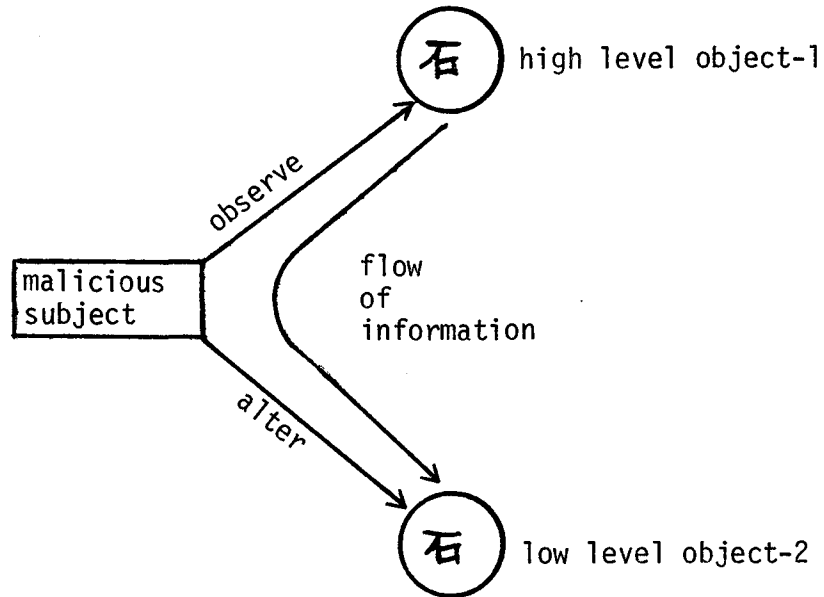 石
high level object-1
observe
malicious
subject
flow
of
information
alter
石
low level object-2